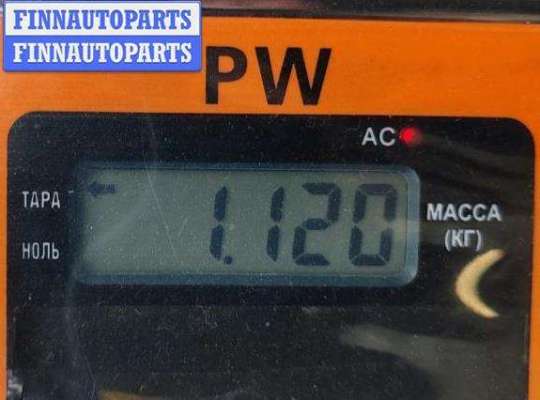 FINNAUTOPARTS
FINNAUTOPARTS
PW
AC
ТАРА
1.120
МАССА
(КГ)
НОЛЬ